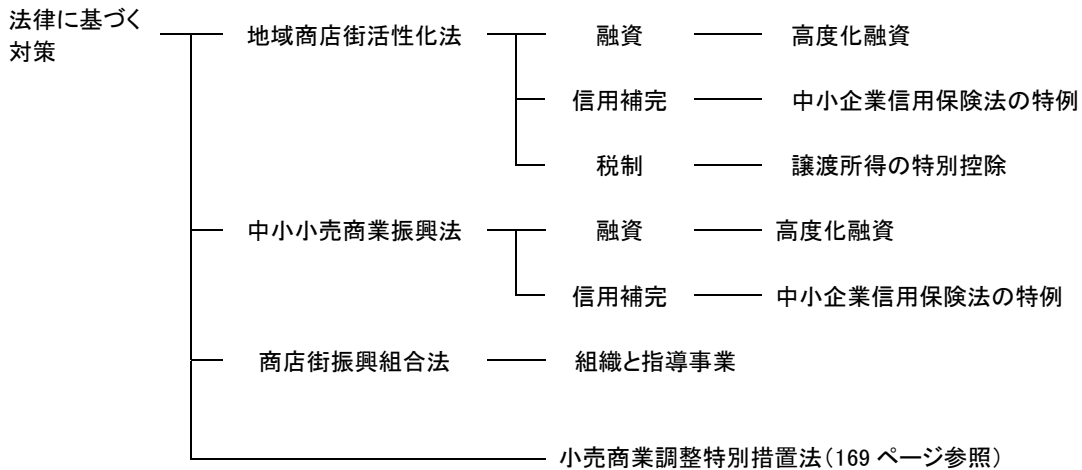 法律に基づく
対策
地域商店街活性化法 融資 高度化融資
信用補完 中小企業信用保険法の特例
税制 譲渡所得の特別控除
中小小売商業振興法 融資 高度化融資
信用補完 中小企業信用保険法の特例
商店街振興組合法 組織と指導事業
小売商業調整特別措置法（169 ページ参照）